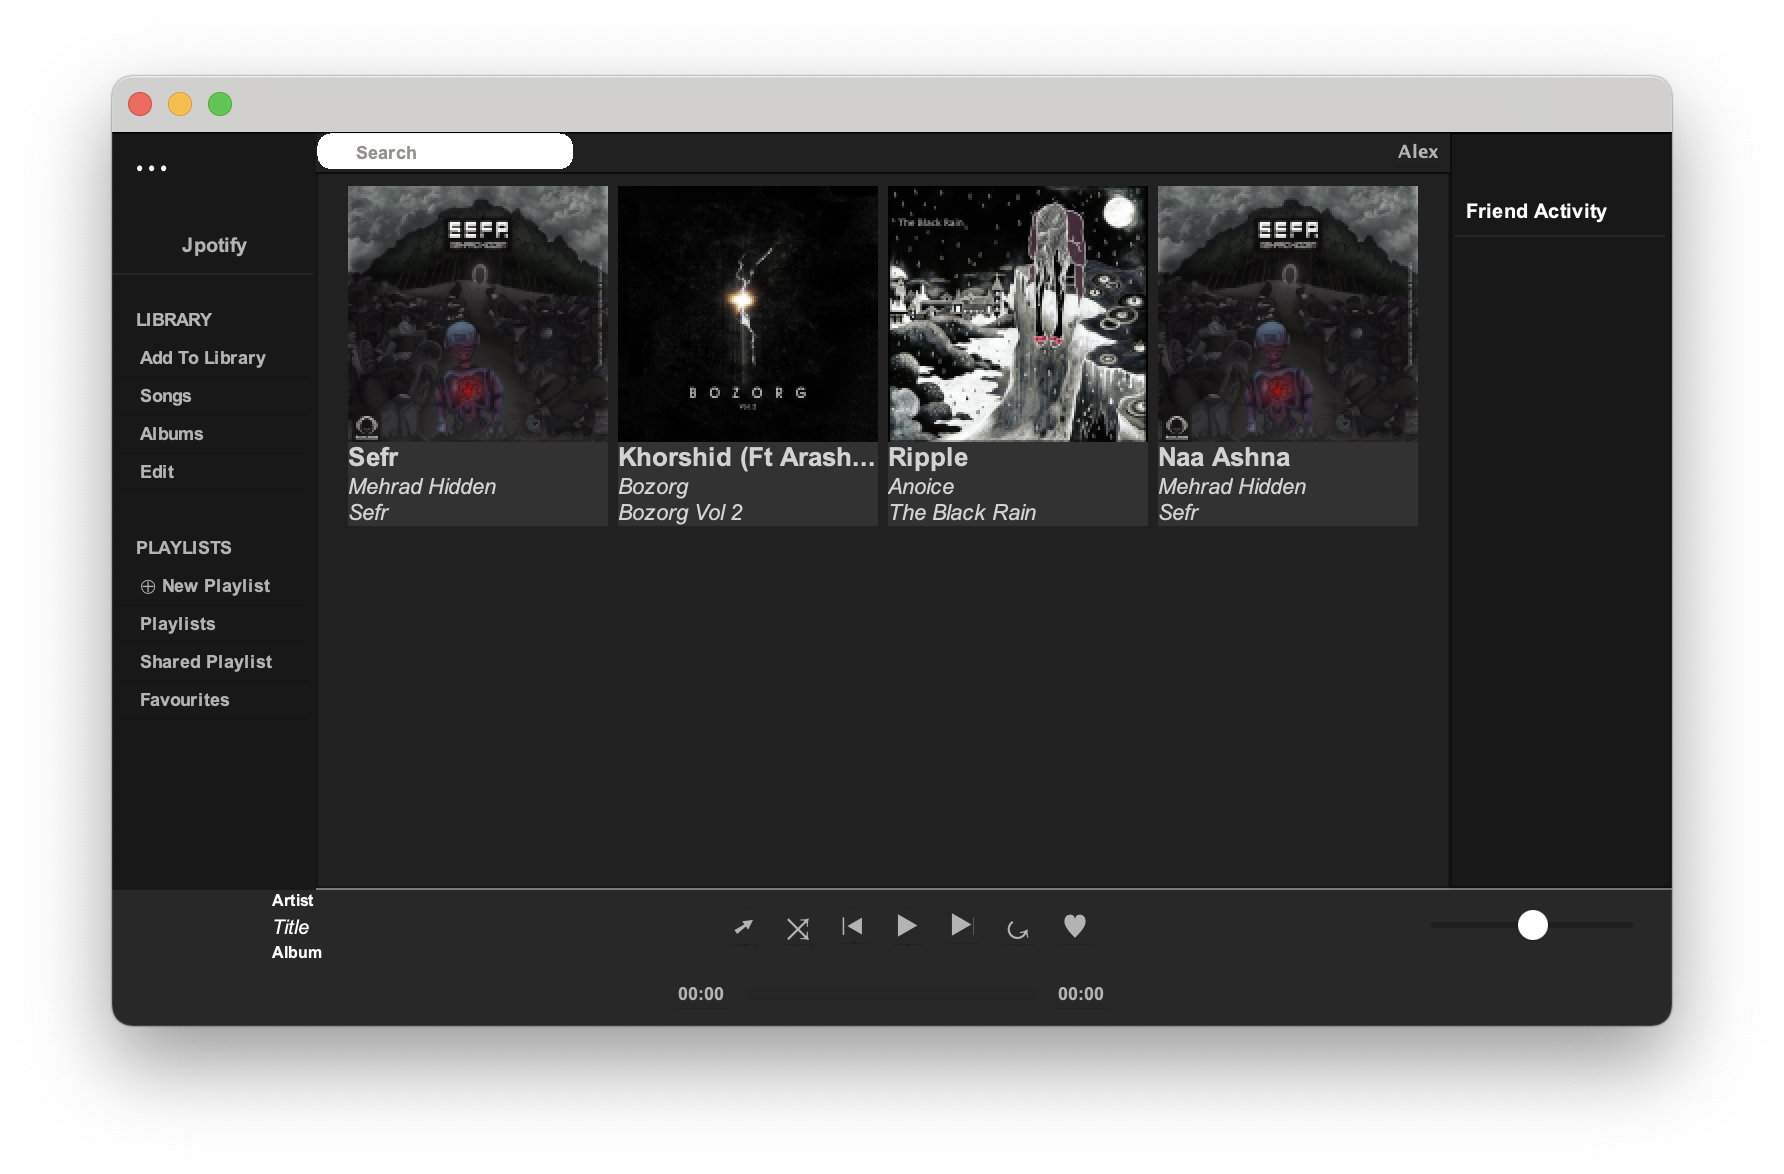 Search
Alex
Jpotify
LIBRARY
Add To Library
Songs
Albums
Edit
PLAYLISTS
New Playlist
Playlists
Shared Playlist
Favourites
SEFR
Sefr
Mehrad Hidden
Sefr
BOZORG
Vol.2
Khorshid (Ft Arash...
Bozorg
Bozorg Vol 2
The Black Rain
Ripple
Anoice
The Black Rain
SEFR
Naa Ashna
Mehrad Hidden
Sefr
Friend Activity
Artist
Title
Album
00:00
00:00